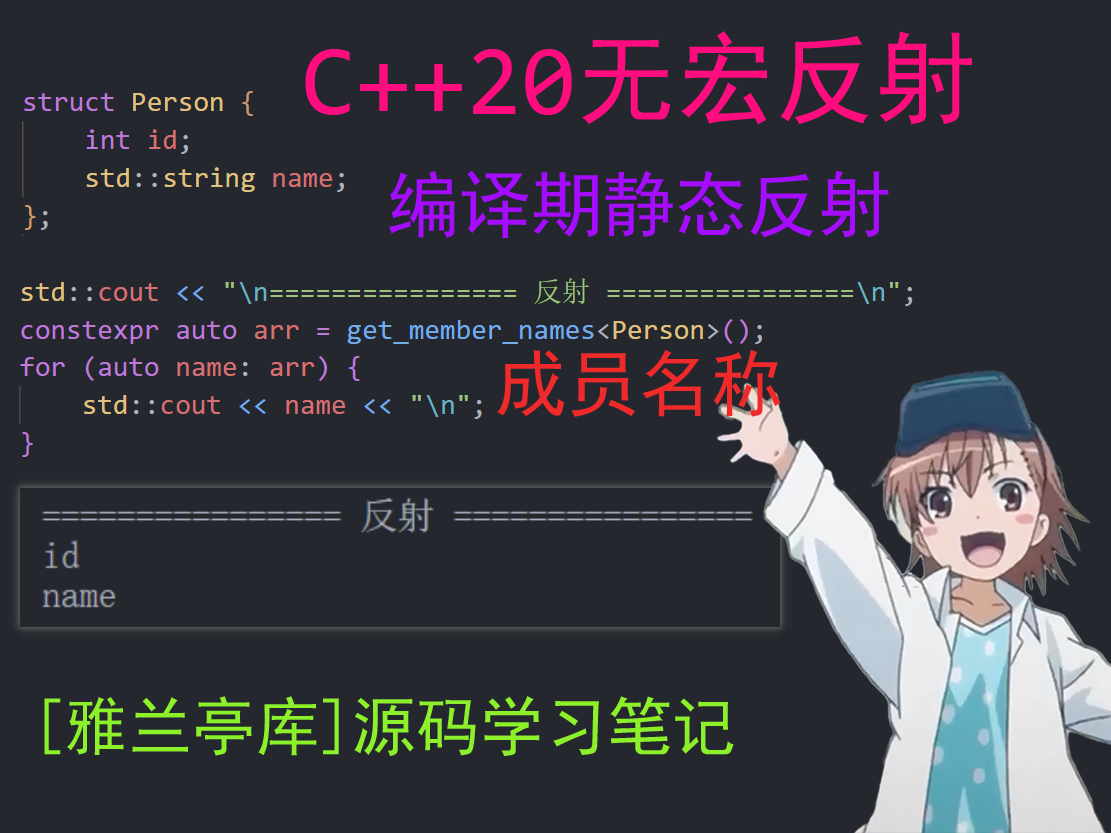 C++20无宏反射
struct Person {
    int id;
    std::string name;
};
编译期静态反射
std::cout << "\n================ 反射 ================\n";
constexpr auto arr = get_member_names<Person>();
for (auto name: arr) {
    std::cout << name << "\n";
}
成员名称
================ 反射 ================
id
name
[雅兰亭库]源码学习笔记